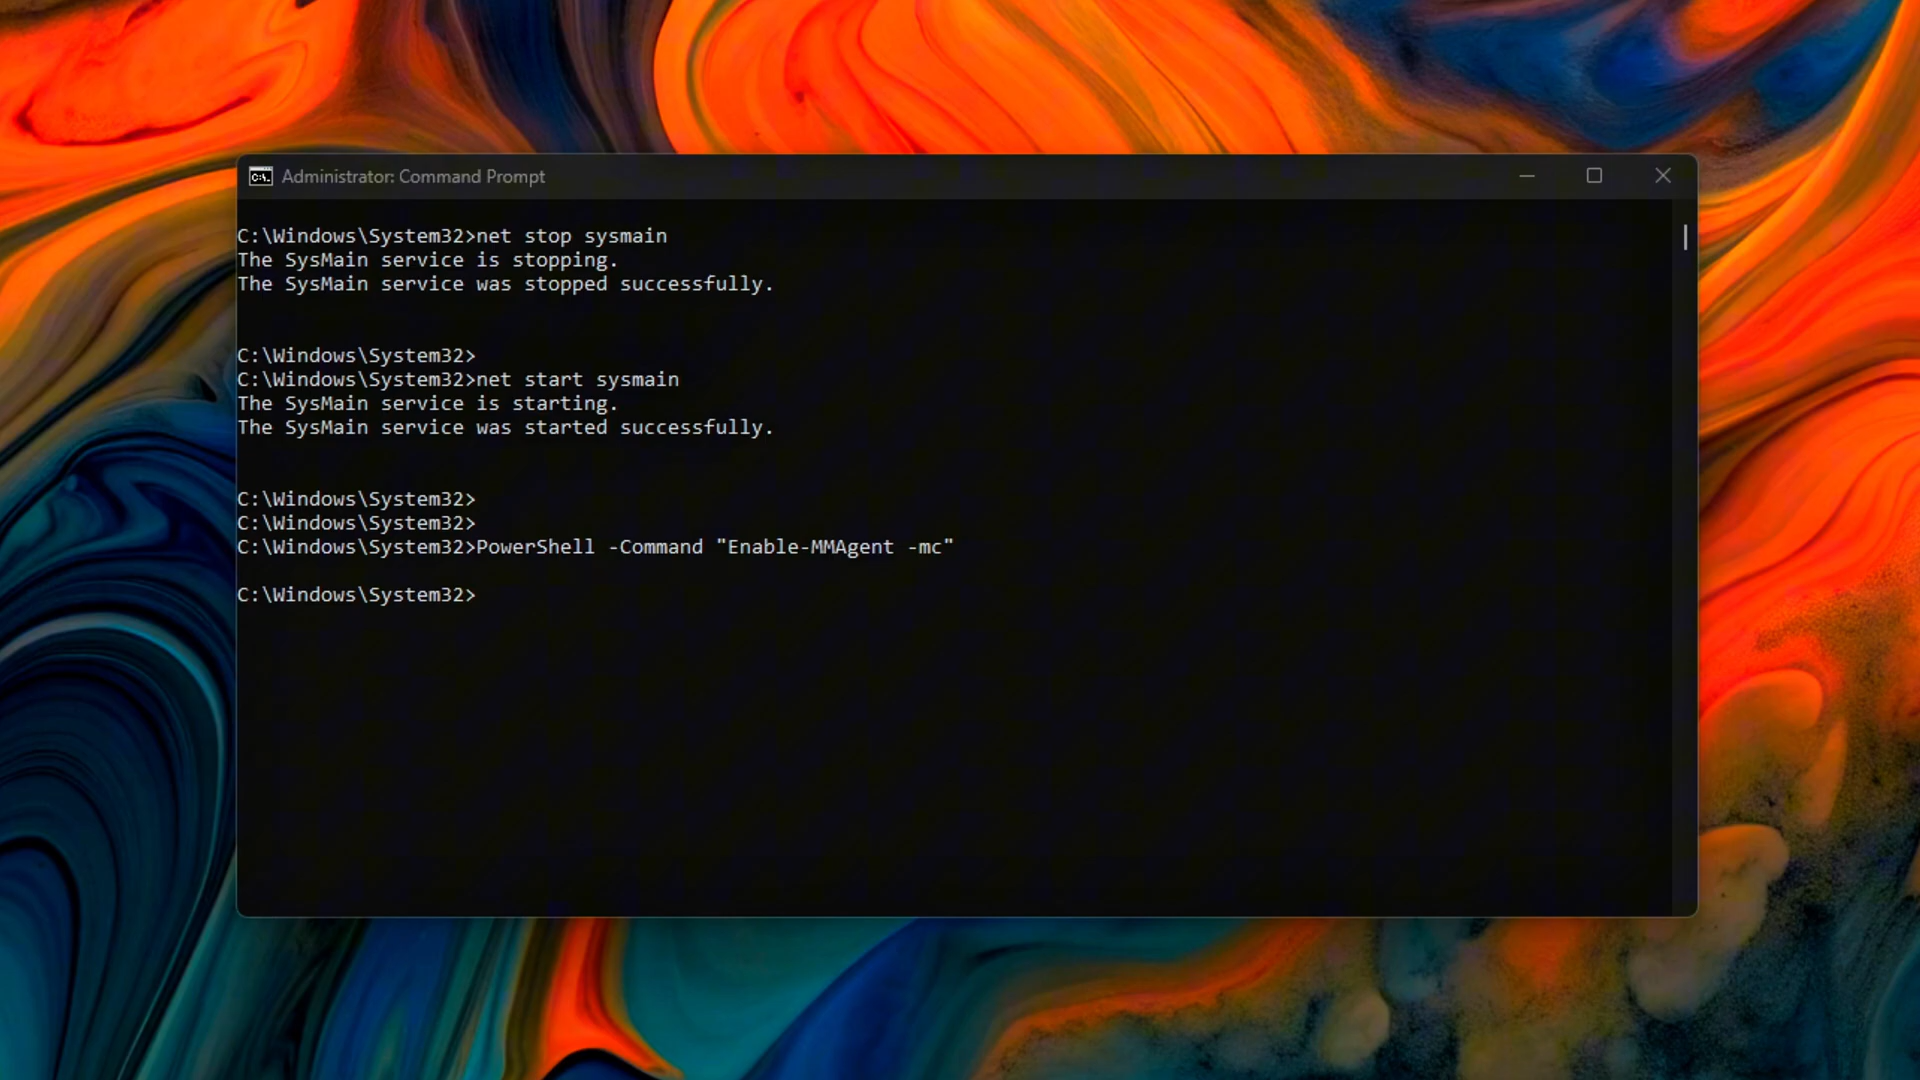 Administrator: Command Prompt
C:\Windows\System32>net stop sysmain
The SysMain service is stopping.
The SysMain service was stopped successfully.
C:\Windows\System32>
C:\Windows\System32>net start sysmain
The SysMain service is starting.
The SysMain service was started successfully.
C:\Windows\System32>
C:\Windows\System32>
C:\Windows\System32>PowerShell -Command "Enable-MMAgent -mc"
C:\Windows\System32>